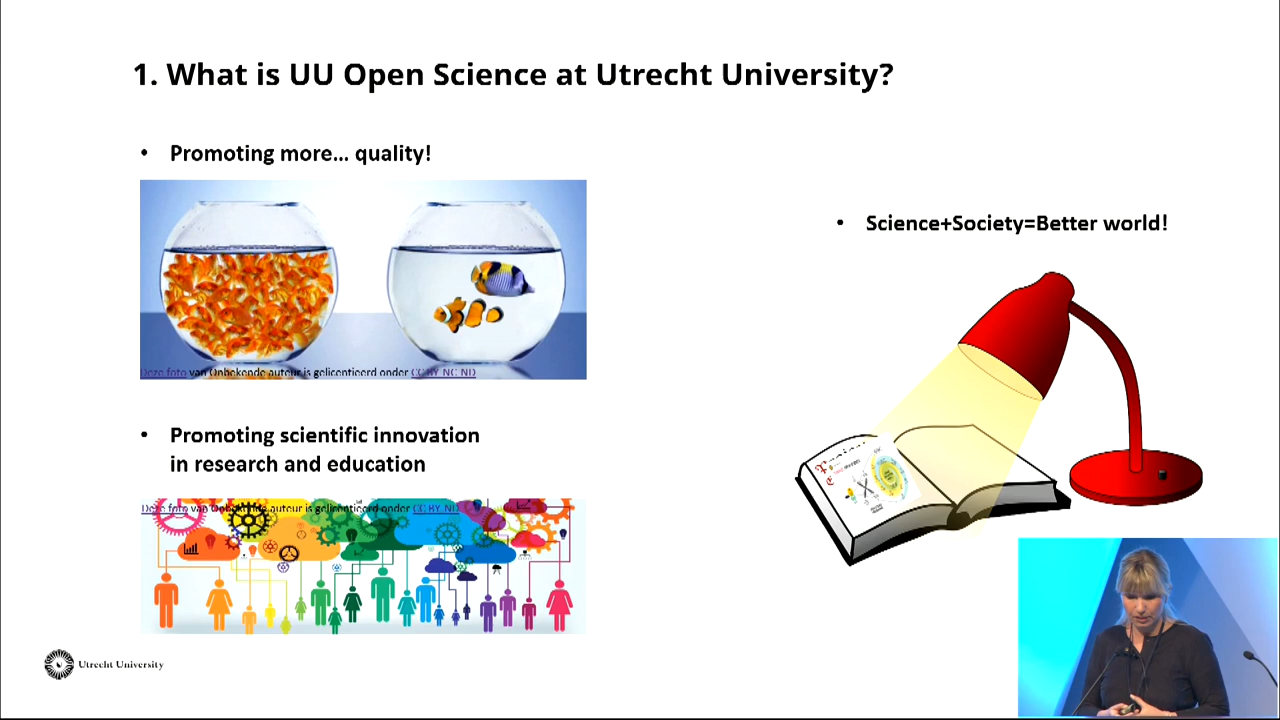 1. What is UU Open Science at Utrecht University?
• Promoting more... quality!
Deze foto van Onbekende auteur is gelicentieerd onder CC BY-NC-ND
• Promoting scientific innovation
in research and education
Deze foto van Onbekende auteur is gelicentieerd onder CC BY-ND
• Science+Society=Better world!
Utrecht University